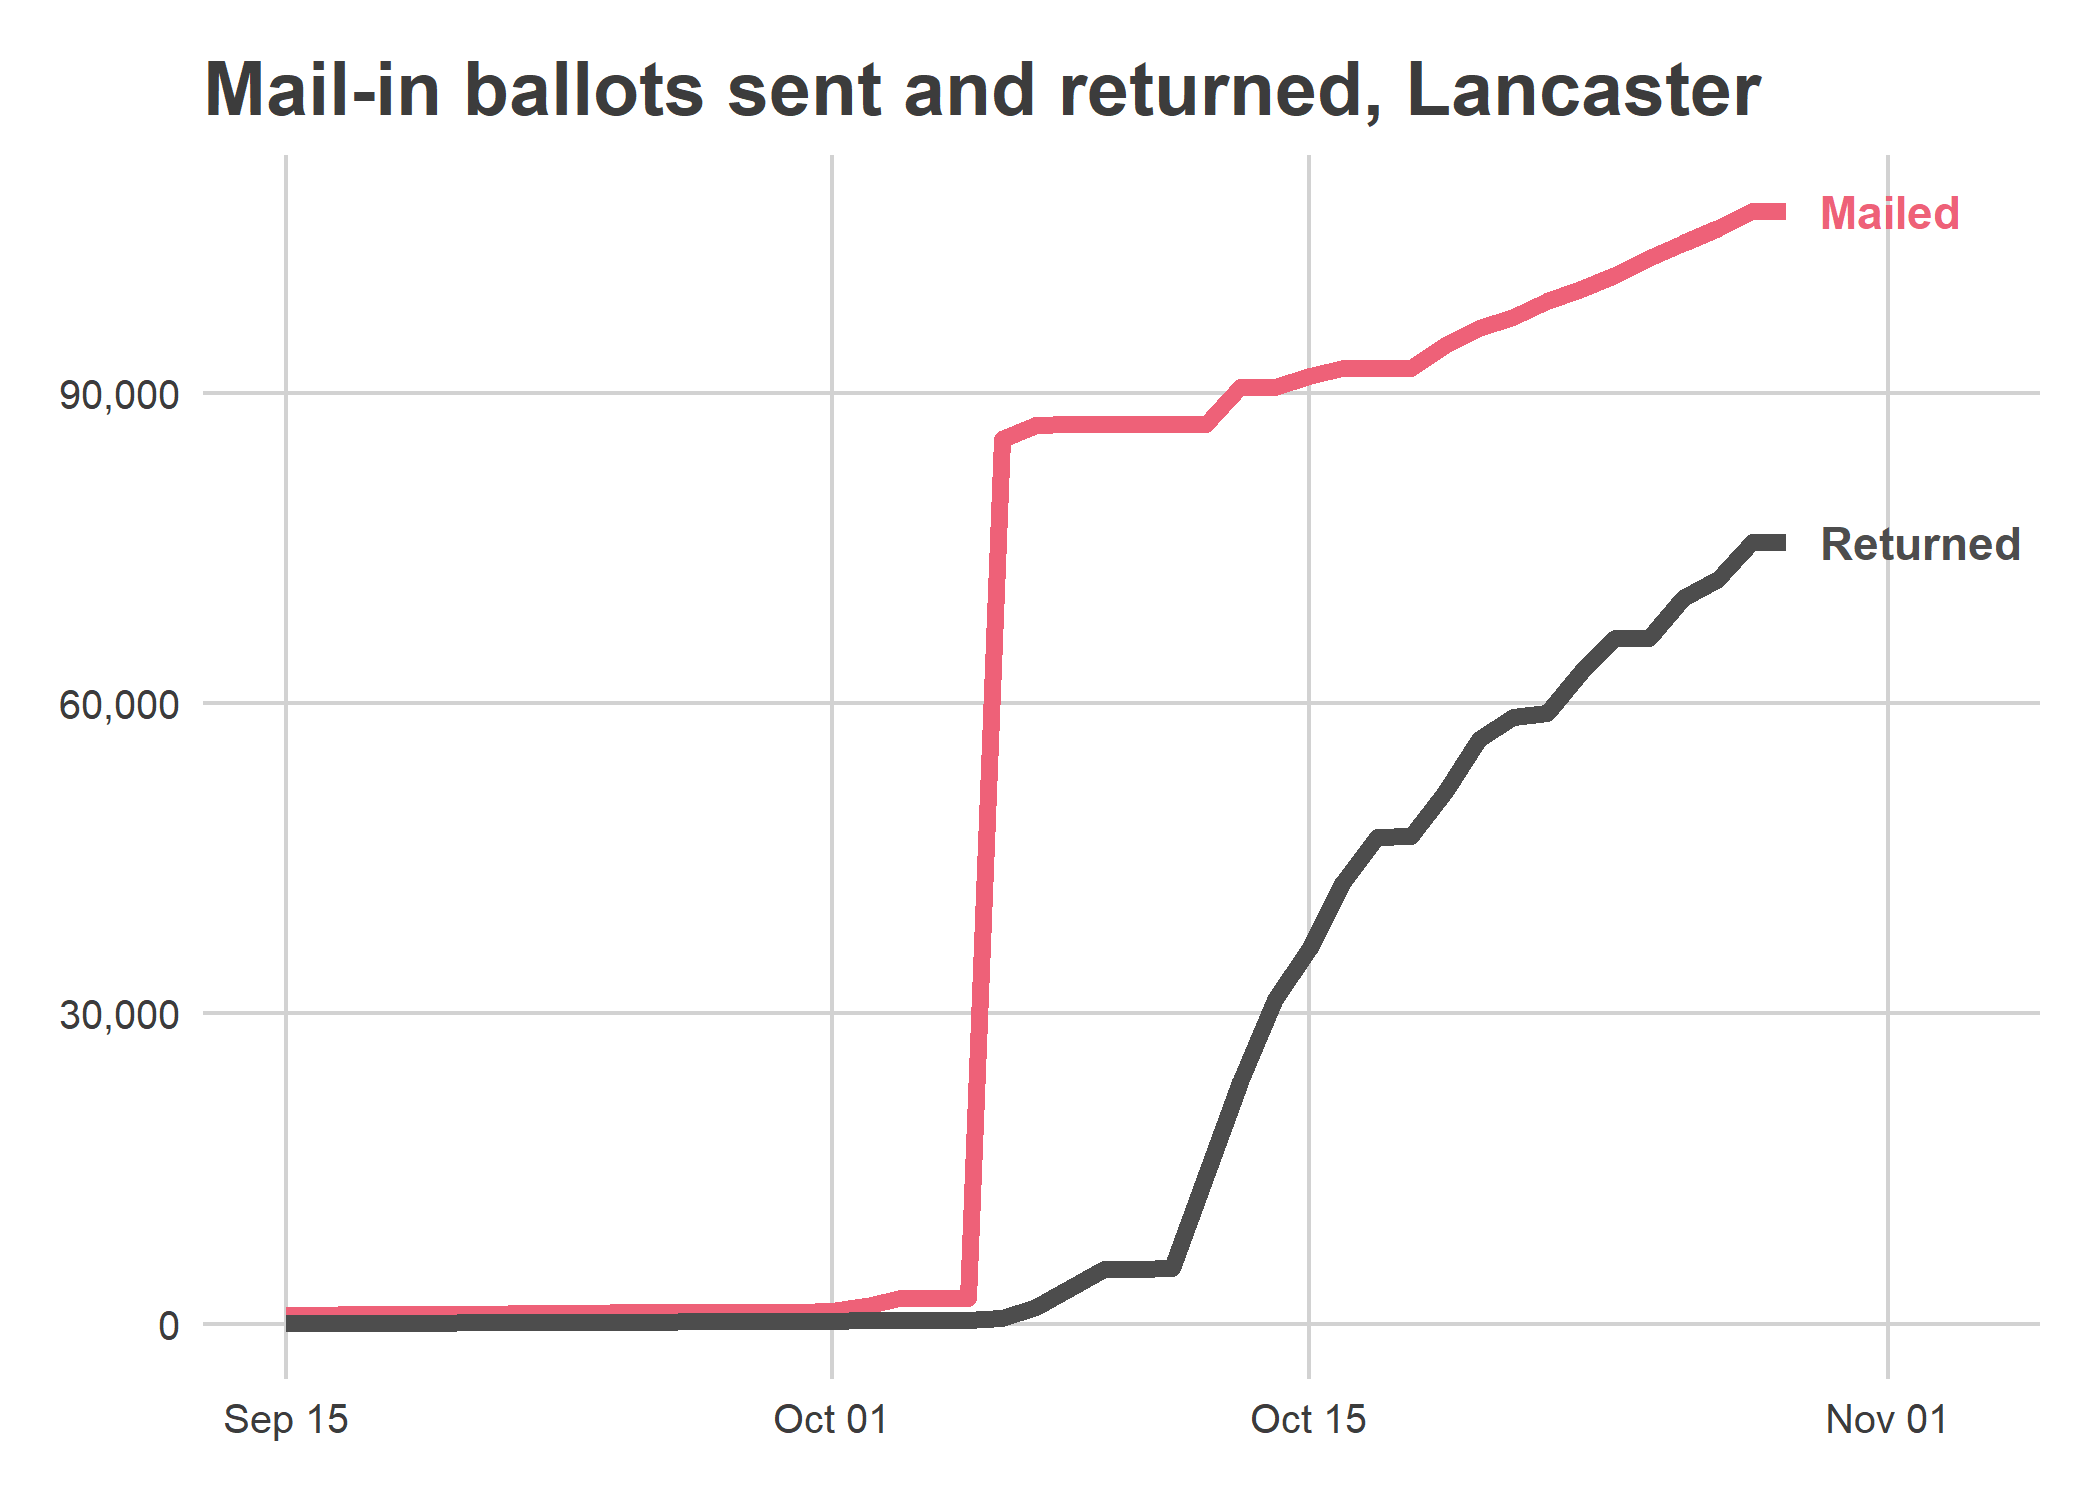 Mail-in ballots sent and returned, Lancaster
Mailed
90,000
Returned
60,000
30,000
0
Sep 15 Oct 01 Oct 15 Nov 01